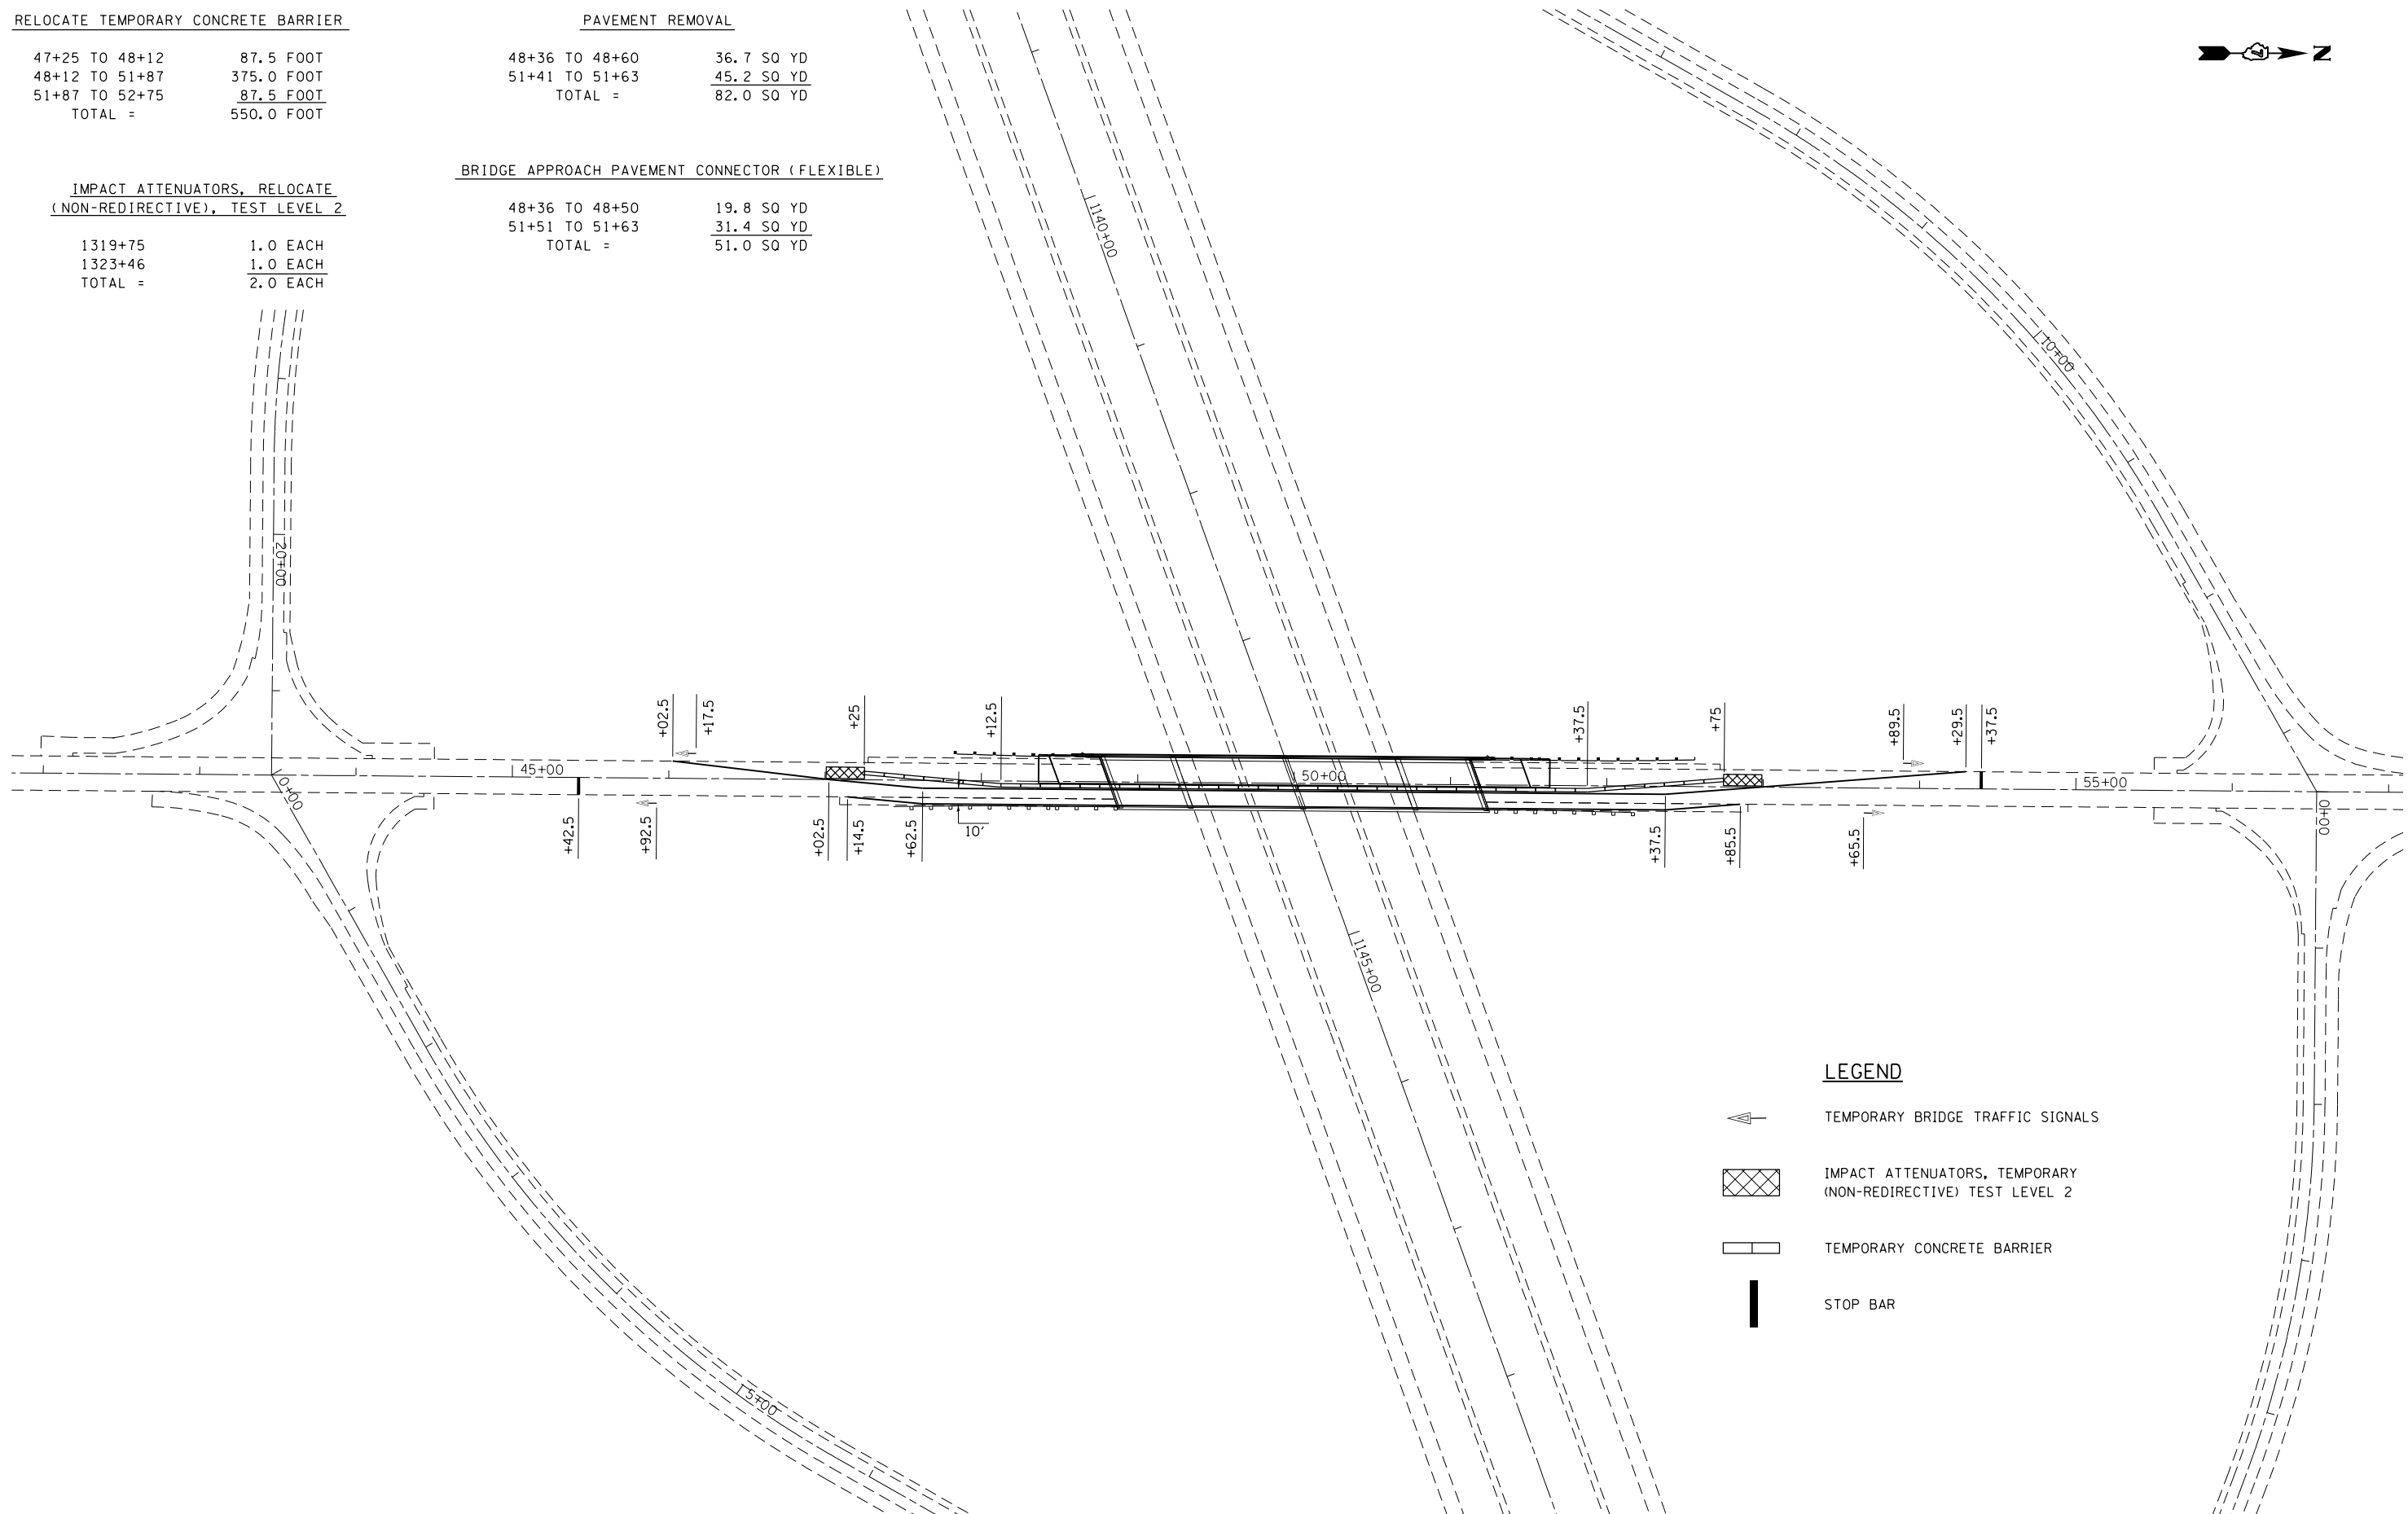 RELOCATE TEMPORARY CONCRETE BARRIER
47+25 TO 48+12 87.5 FOOT
48+12 TO 51+87 375.0 FOOT
51+87 TO 52+75 87.5 FOOT
TOTAL = 550.0 FOOT
IMPACT ATTENUATORS, RELOCATE
(NON-REDIRECTIVE), TEST LEVEL 2
1319+75 1.0 EACH
1323+46 1.0 EACH
TOTAL = 2.0 EACH
PAVEMENT REMOVAL
48+36 TO 48+60 36.7 SQ YD
51+41 TO 51+63 45.2 SQ YD
TOTAL = 82.0 SQ YD
BRIDGE APPROACH PAVEMENT CONNECTOR (FLEXIBLE)
48+36 TO 48+50 19.8 SQ YD
51+51 TO 51+63 31.4 SQ YD
TOTAL = 51.0 SQ YD
N
1140+00
10+00
20+00
+02.5
+17.5
+25
+12.5
+37.5
+75
+89.5
+29.5
+37.5
45+00
50+00
55+00
0+00
0+00
+42.5
+92.5
+02.5
+14.5
+62.5
10'
+37.5
+85.5
+65.5
1145+00
5+00
LEGEND
TEMPORARY BRIDGE TRAFFIC SIGNALS
IMPACT ATTENUATORS, TEMPORARY
(NON-REDIRECTIVE) TEST LEVEL 2
TEMPORARY CONCRETE BARRIER
STOP BAR